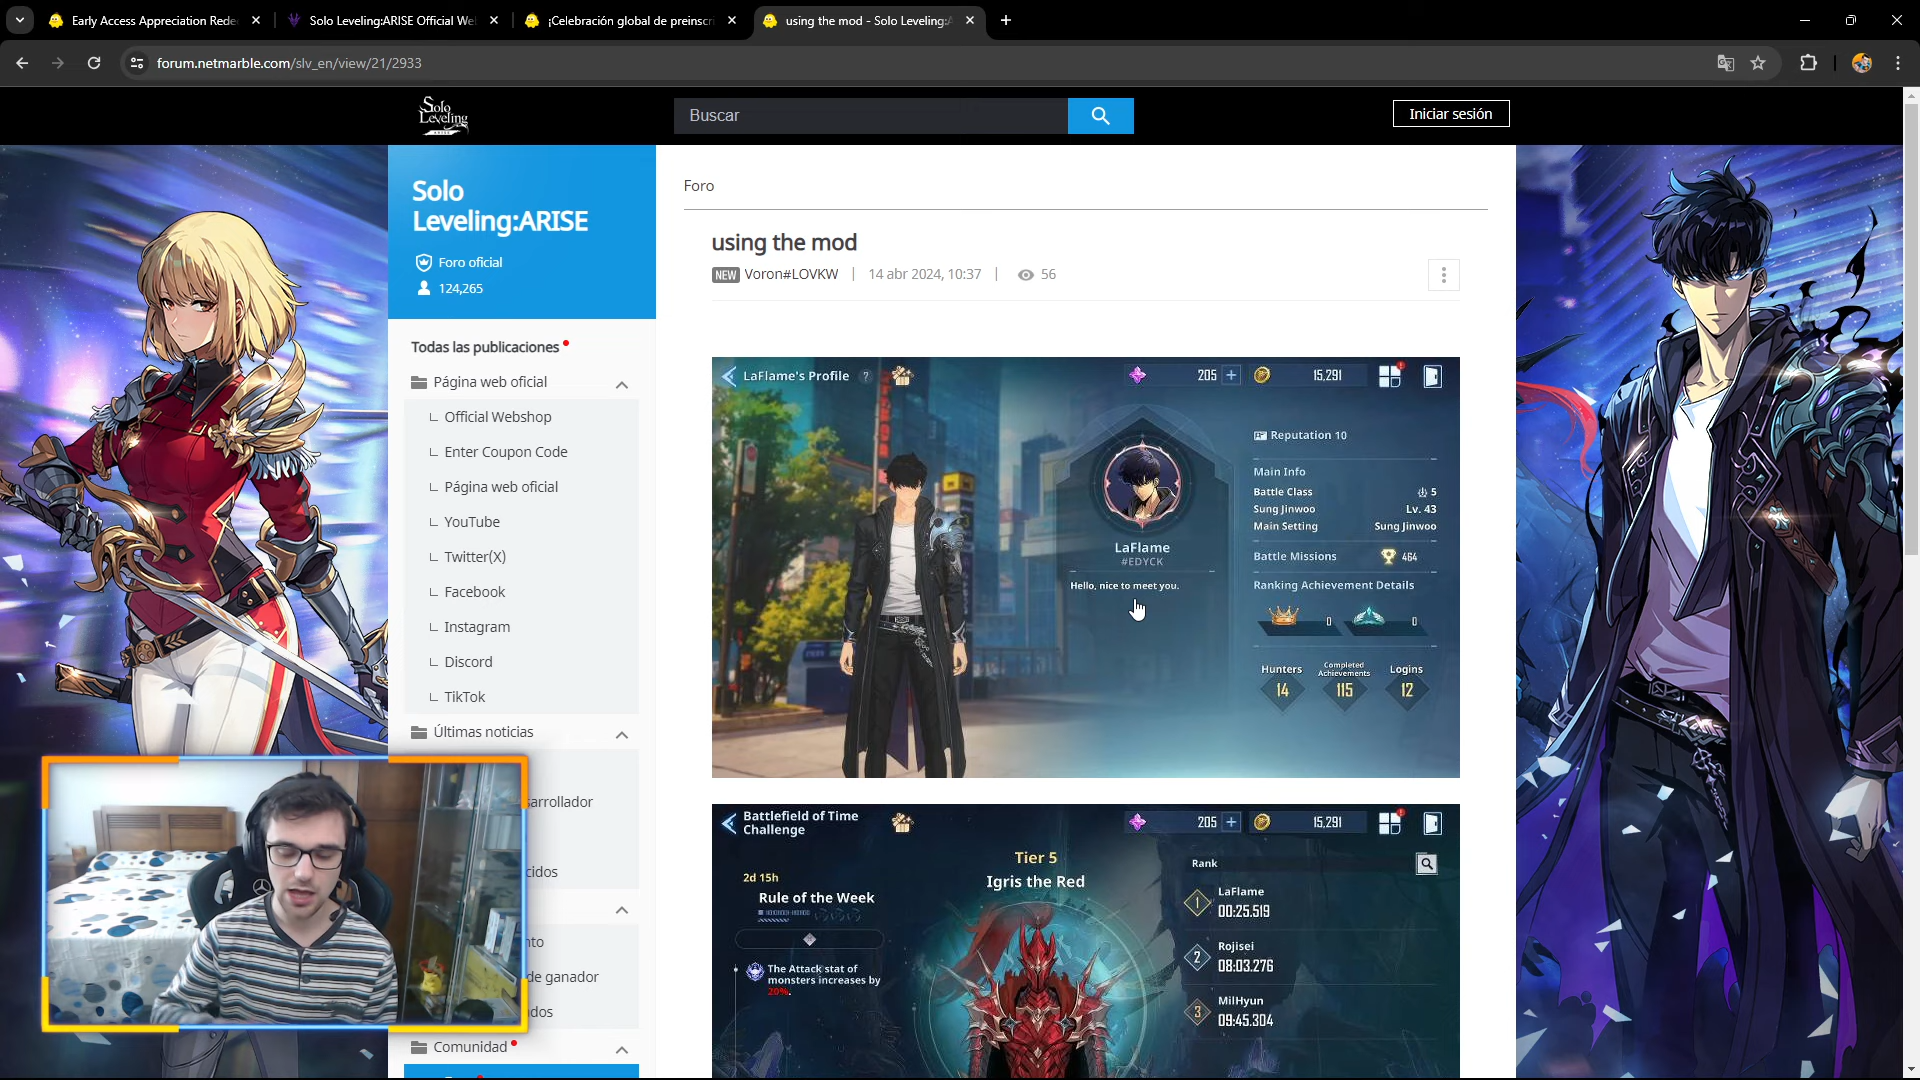 Early Access Appreciation Rede
Solo Leveling:ARISE Official We
¡Celebración global de preinscri
using the mod - Solo Leveling:A
forum.netmarble.com/slv_en/view/21/2933
Solo
Leveling
ARISE
Buscar
Iniciar sesión
Solo
Leveling:ARISE
Foro oficial
124,265
Todas las publicaciones
Página web oficial
Official Webshop
Enter Coupon Code
Página web oficial
YouTube
Twitter(X)
Facebook
Instagram
Discord
TikTok
Últimas noticias
sarrollador
cidos
nto
de ganador
dos
Comunidad
Foro
using the mod
NEW Voron#LOVKW | 14 abr 2024, 10:37 | 56
LaFlame's Profile ?
205 +
15,291
Reputation 10
Main Info
Battle Class 5
Sung Jinwoo Lv. 43
Main Setting Sung Jinwoo
Battle Missions 464
Ranking Achievement Details
0 0
Hunters Completed Achievements Logins
14 115 12
LaFlame
#EDYCK
Hello, nice to meet you.
Battlefield of Time
Challenge
205 +
15,291
2d 15h
Rule of the Week
The Attack stat of
monsters increases by
20%.
Tier 5
Igris the Red
Rank
1 LaFlame
00:25.519
2 Rojisei
08:03.276
3 MilHyun
09:45.304